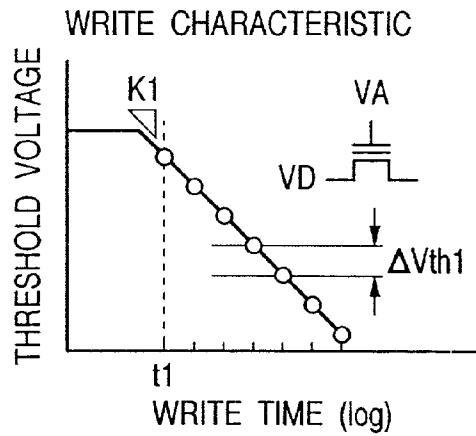 WRITE CHARACTERISTIC
K1
VA
VD
ΔVth1
THRESHOLD VOLTAGE
t1
WRITE TIME (log)